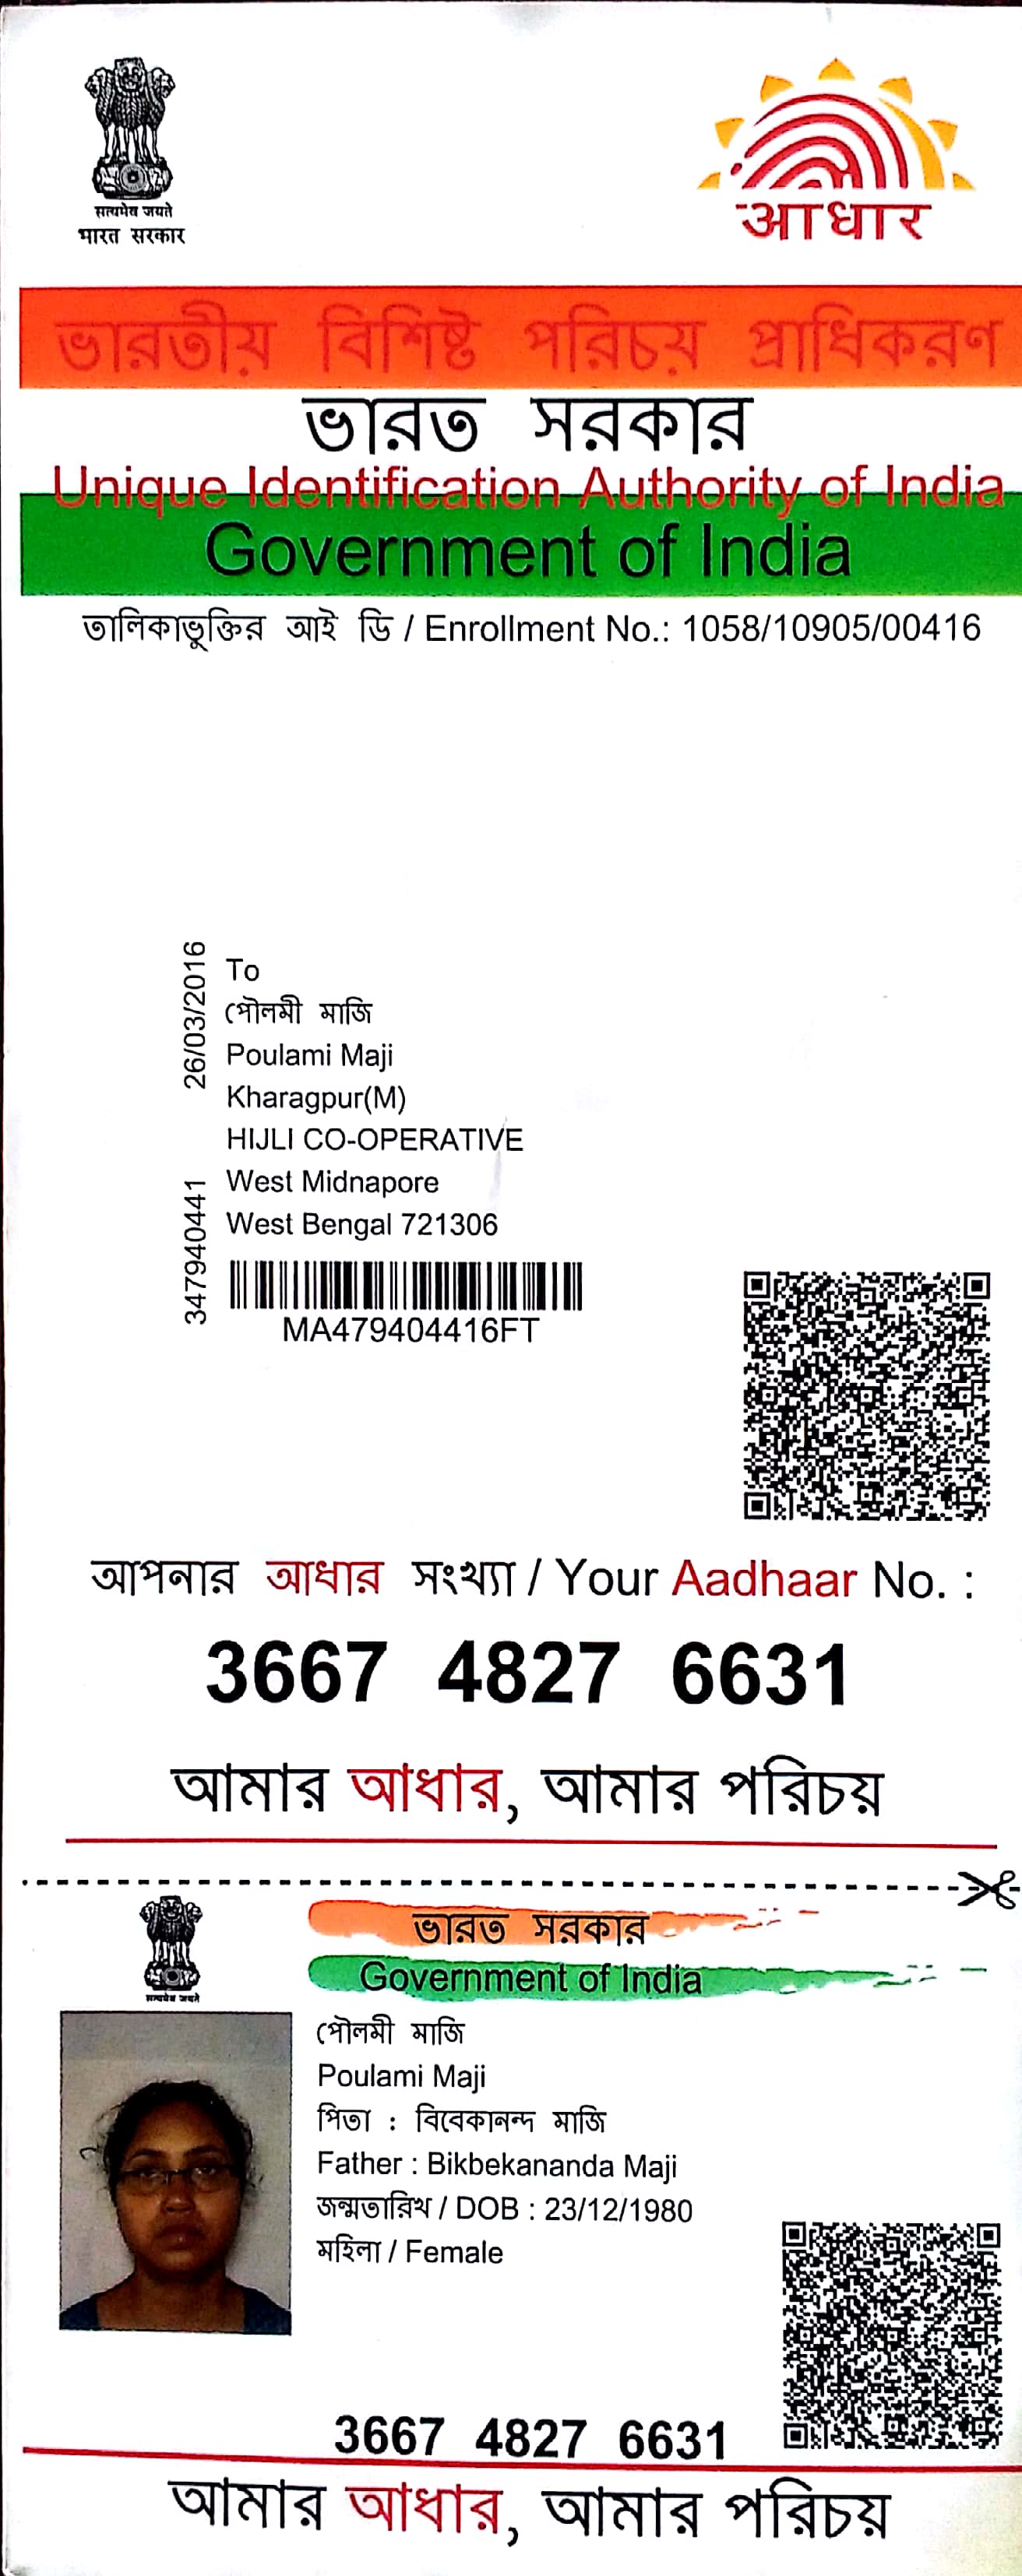 सत्यमेव जयते
भारत सरकार
आधार
ভারতীয় বিশিষ্ট পরিচয় প্রাধিকরণ
ভারত সরকার
Unique Identification Authority of India
Government of India
তালিকাভুক্তির আই ডি / Enrollment No.: 1058/10905/00416
26/03/2016
347940441
To
পৌলমী মাজি
Poulami Maji
Kharagpur(M)
HIJLI CO-OPERATIVE
West Midnapore
West Bengal 721306
MA479404416FT
আপনার আধার সংখ্যা / Your Aadhaar No. :
3667 4827 6631
আমার আধার, আমার পরিচয়
सत्यमेव जयते
ভারত সরকার
Government of India
পৌলমী মাজি
Poulami Maji
পিতা : বিবেকানন্দ মাজি
Father : Bikbekananda Maji
জন্মতারিখ / DOB : 23/12/1980
মহিলা / Female
3667 4827 6631
আমার আধার, আমার পরিচয়